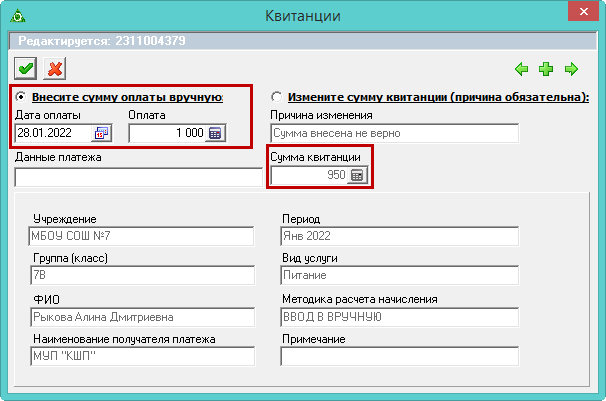 Квитанции
Редактируется: 2311004379
Внесите сумму оплаты вручную:
Измените сумму квитанции (причина обязательна):
Дата оплаты
Оплата
Причина изменения
28.01.2022
1 000
Сумма внесена не верно
Данные платежа
Сумма квитанции
950
Учреждение
Период
МБОУ СОШ №7
Янв 2022
Группа (класс)
Вид услуги
7В
Питание
ФИО
Методика расчета начисления
Рыкова Алина Дмитриевна
ВВОД В ВРУЧНУЮ
Наименование получателя платежа
Примечание
МУП "КШП"